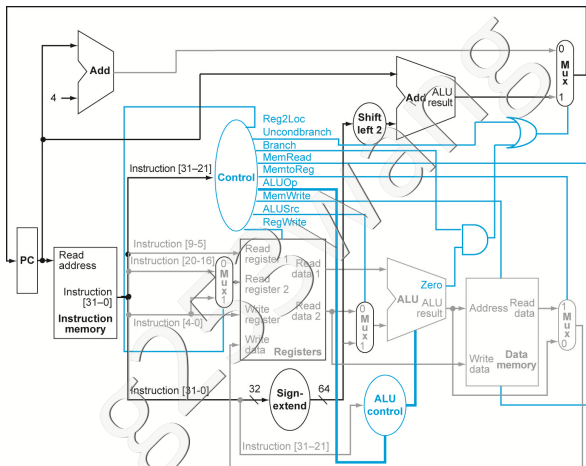 Add
4
Add ALU
result
0
Mux
1
Shift
left 2
Reg2Loc
Uncondbranch
Branch
MemRead
MemtoReg
ALUOp
MemWrite
ALUSrc
RegWrite
Instruction [31–21]
Control
PC
Read
address
Instruction
[31–0]
Instruction
memory
Instruction [9-5]
Instruction [20-16]
Instruction [4-0]
0
Mux
1
Read
register 1
Read
register 2
Write
register
Write
data
Read
data 1
Read
data 2
Registers
0
Mux
1
Zero
ALU ALU
result
Address
Write
data
Read
data
Data
memory
1
Mux
0
Instruction [31-0]
32
Sign-
extend
64
ALU
control
Instruction [31–21]